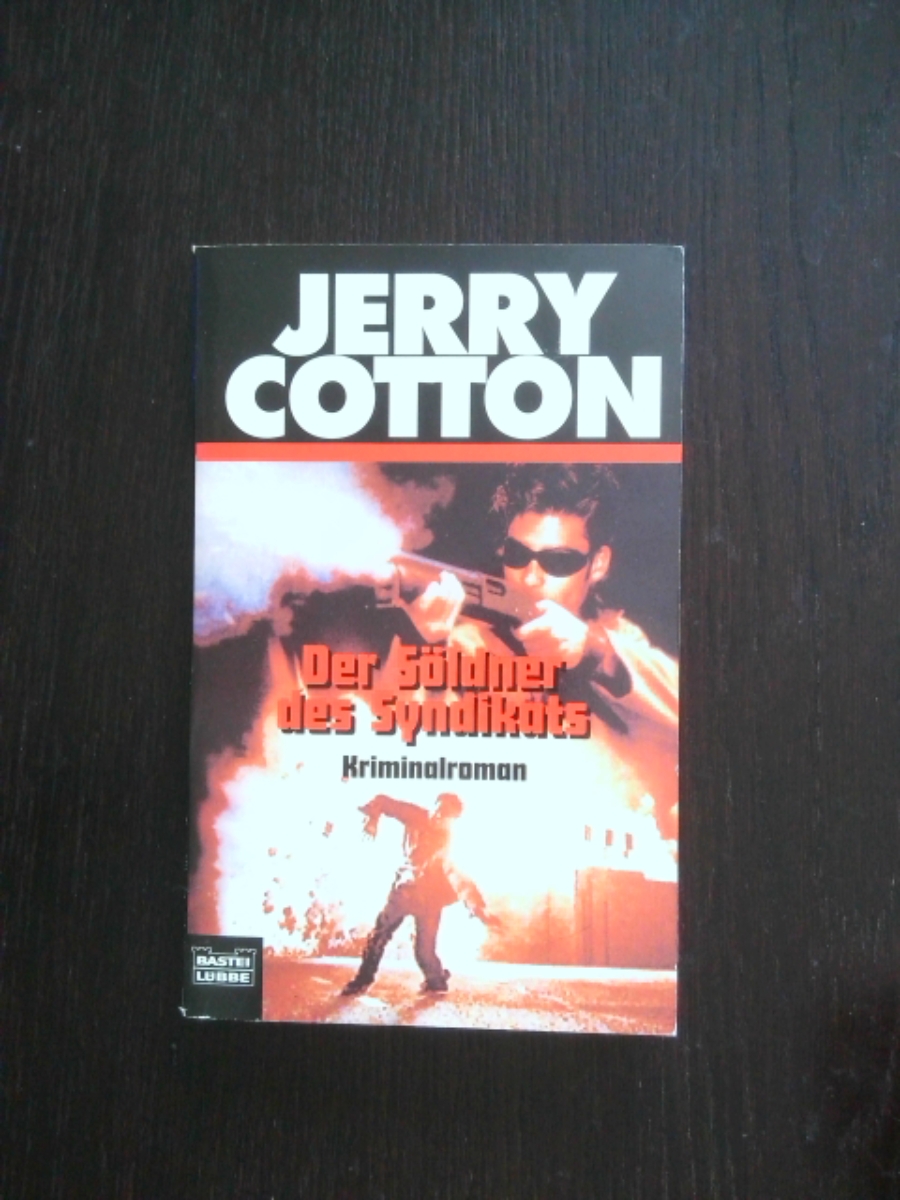 JERRY
COTTON
Der Söldner
des Syndikats
Kriminalroman
BASTEI
LÜBBE